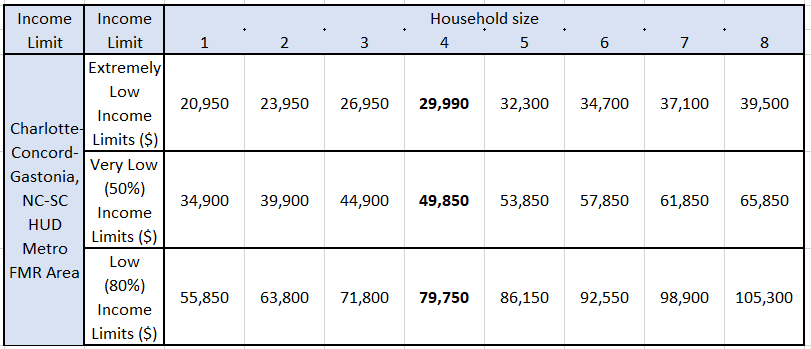 Income Limit Income Limit Household size
1 2 3 4 5 6 7 8
Charlotte-
Concord-
Gastonia,
NC-SC
HUD
Metro
FMR Area
Extremely
Low
Income
Limits ($)
20,950 23,950 26,950 29,990 32,300 34,700 37,100 39,500
Very Low
(50%)
Income
Limits ($)
34,900 39,900 44,900 49,850 53,850 57,850 61,850 65,850
Low
(80%)
Income
Limits ($)
55,850 63,800 71,800 79,750 86,150 92,550 98,900 105,300